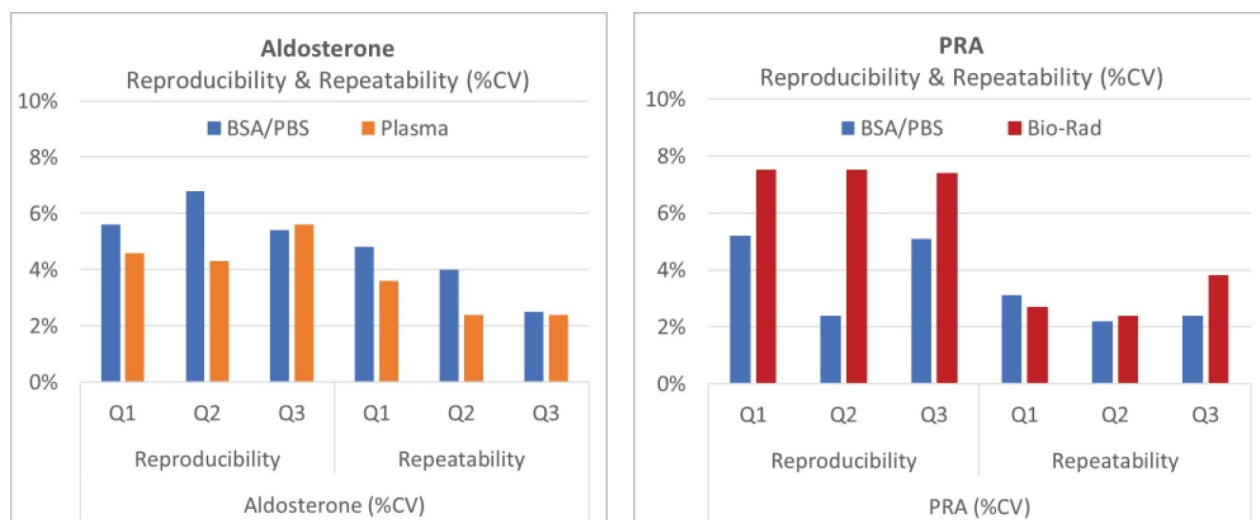 Aldosterone
Reproducibility & Repeatability (%CV)
10%
BSA/PBS Plasma
8%
6%
4%
2%
0%
Q1 Q2 Q3 Q1 Q2 Q3
Reproducibility Repeatability
Aldosterone (%CV)
PRA
Reproducibility & Repeatability (%CV)
10%
BSA/PBS Bio-Rad
8%
6%
4%
2%
0%
Q1 Q2 Q3 Q1 Q2 Q3
Reproducibility Repeatability
PRA (%CV)